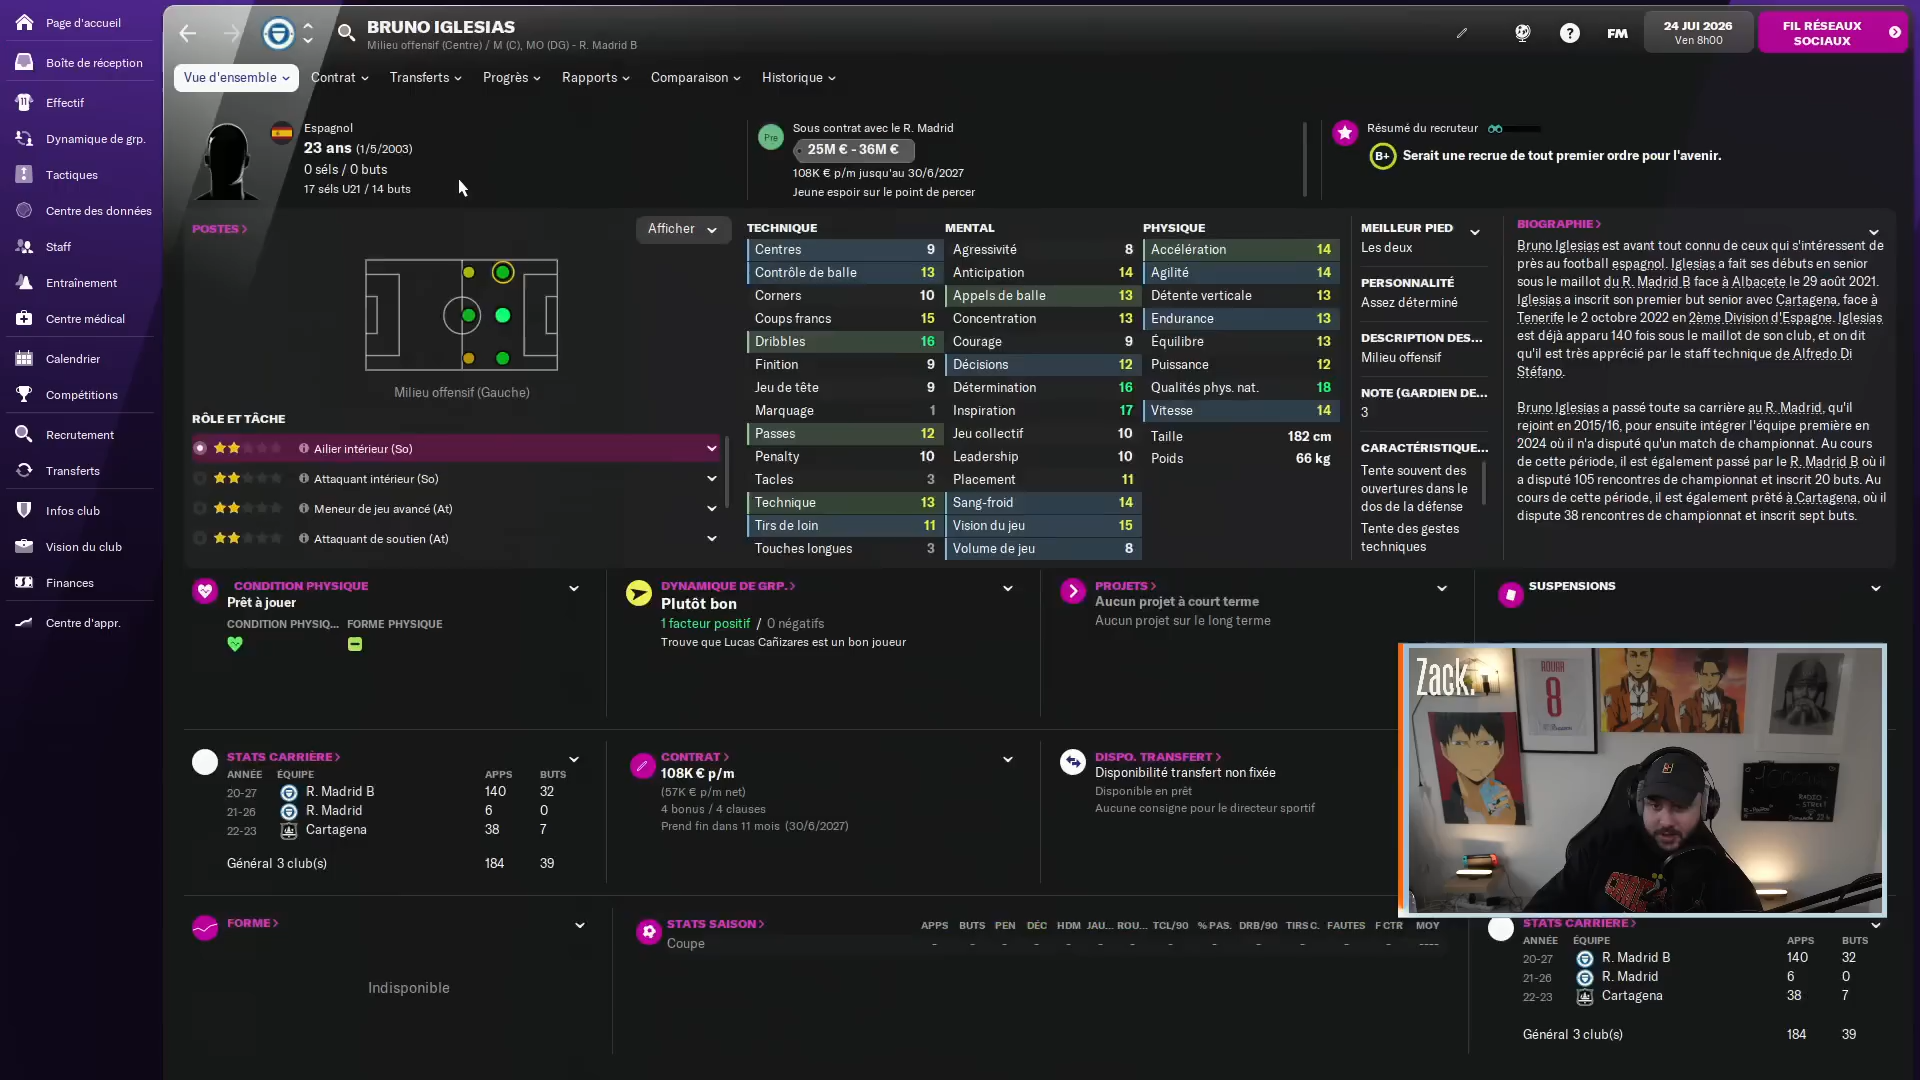 Page d'accueil
Boîte de réception
Effectif
Dynamique de grp.
Tactiques
Centre des données
Staff
Entraînement
Centre médical
Calendrier
Compétitions
Recrutement
Transferts
Infos club
Vision du club
Finances
Centre d'appr.
BRUNO IGLESIAS
Milieu offensif (Centre) / M (C), MO (DG) - R. Madrid B
FM
24 JUI 2026
Ven 8h00
FIL RÉSEAUX
SOCIAUX
Vue d'ensemble
Contrat
Transferts
Progrès
Rapports
Comparaison
Historique
Espagnol
23 ans (1/5/2003)
0 séls / 0 buts
17 séls U21 / 14 buts
Pre
Sous contrat avec le R. Madrid
25M € - 36M €
108K € p/m jusqu'au 30/6/2027
Jeune espoir sur le point de percer
Résumé du recruteur
B+ Serait une recrue de tout premier ordre pour l'avenir.
POSTES >
Afficher
Milieu offensif (Gauche)
RÔLE ET TÂCHE
Ailier intérieur (So)
Attaquant intérieur (So)
Meneur de jeu avancé (At)
Attaquant de soutien (At)
TECHNIQUE
Centres 9
Contrôle de balle 13
Corners 10
Coups francs 15
Dribbles 16
Finition 9
Jeu de tête 9
Marquage 1
Passes 12
Penalty 10
Tacles 3
Technique 13
Tirs de loin 11
Touches longues 3
MENTAL
Agressivité 8
Anticipation 14
Appels de balle 13
Concentration 13
Courage 9
Décisions 12
Détermination 16
Inspiration 17
Jeu collectif 10
Leadership 10
Placement 11
Sang-froid 14
Vision du jeu 15
Volume de jeu 8
PHYSIQUE
Accélération 14
Agilité 14
Détente verticale 13
Endurance 13
Équilibre 13
Puissance 12
Qualités phys. nat. 18
Vitesse 14
Taille 182 cm
Poids 66 kg
MEILLEUR PIED
Les deux
PERSONNALITÉ
Assez déterminé
DESCRIPTION DES...
Milieu offensif
NOTE (GARDIEN DE...
3
CARACTÉRISTIQUE...
Tente souvent des
ouvertures dans le
dos de la défense
Tente des gestes
techniques
BIOGRAPHIE >
Bruno Iglesias est avant tout connu de ceux qui s'intéressent de
près au football espagnol. Iglesias a fait ses débuts en senior
sous le maillot du R. Madrid B face à Albacete le 29 août 2021.
Iglesias a inscrit son premier but senior avec Cartagena, face à
Tenerife le 2 octobre 2022 en 2ème Division d'Espagne. Iglesias
est déjà apparu 140 fois sous le maillot de son club, et on dit
qu'il est très apprécié par le staff technique de Alfredo Di
Stéfano.
Bruno Iglesias a passé toute sa carrière au R. Madrid, qu'il
rejoint en 2015/16, pour ensuite intégrer l'équipe première en
2024 où il n'a disputé qu'un match de championnat. Au cours
de cette période, il est également passé par le R. Madrid B où il
a disputé 105 rencontres de championnat et inscrit 20 buts. Au
cours de cette période, il est également prêté à Cartagena, où il
dispute 38 rencontres de championnat et inscrit sept buts.
CONDITION PHYSIQUE
Prêt à jouer
CONDITION PHYSIQ... FORME PHYSIQUE
DYNAMIQUE DE GRP. >
Plutôt bon
1 facteur positif / 0 négatifs
Trouve que Lucas Cañizares est un bon joueur
PROJETS >
Aucun projet à court terme
Aucun projet sur le long terme
SUSPENSIONS
Zack.
ROUHR
8
STATS CARRIÈRE >
ANNÉE ÉQUIPE APPS BUTS
20-27 R. Madrid B 140 32
21-26 R. Madrid 6 0
22-23 Cartagena 38 7
Général 3 club(s) 184 39
CONTRAT >
108K € p/m
(57K € p/m net)
4 bonus / 4 clauses
Prend fin dans 11 mois (30/6/2027)
DISPO. TRANSFERT >
Disponibilité transfert non fixée
Disponible en prêt
Aucune consigne pour le directeur sportif
FORME >
Indisponible
STATS SAISON >
APPS BUTS PEN DÉC HDM JAU... ROU... TCL/90 % PAS. DRB/90 TIRS C. FAUTES F CTR MOY
Coupe - - - - - - - - - - - - - ----
STATS CARRIÈRE >
ANNÉE ÉQUIPE APPS BUTS
20-27 R. Madrid B 140 32
21-26 R. Madrid 6 0
22-23 Cartagena 38 7
Général 3 club(s) 184 39